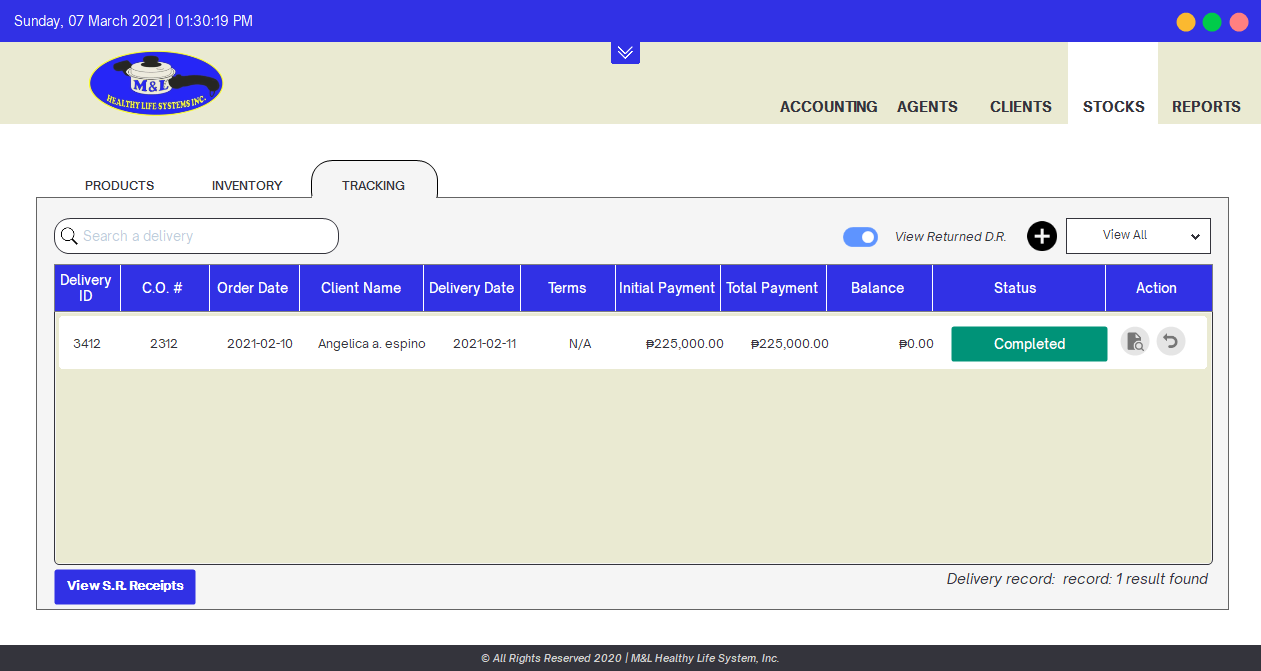 Sunday, 07 March 2021 | 01:30:19 PM
M&L
HEALTHY LIFE SYSTEMS INC.
ACCOUNTING AGENTS CLIENTS STOCKS REPORTS
PRODUCTS INVENTORY TRACKING
Search a delivery View Returned D.R. View All
Delivery ID C.O. # Order Date Client Name Delivery Date Terms Initial Payment Total Payment Balance Status Action
3412 2312 2021-02-10 Angelica a. espino 2021-02-11 N/A ₱225,000.00 ₱225,000.00 ₱0.00 Completed
View S.R. Receipts Delivery record: record: 1 result found
© All Rights Reserved 2020 | M&L Healthy Life System, Inc.